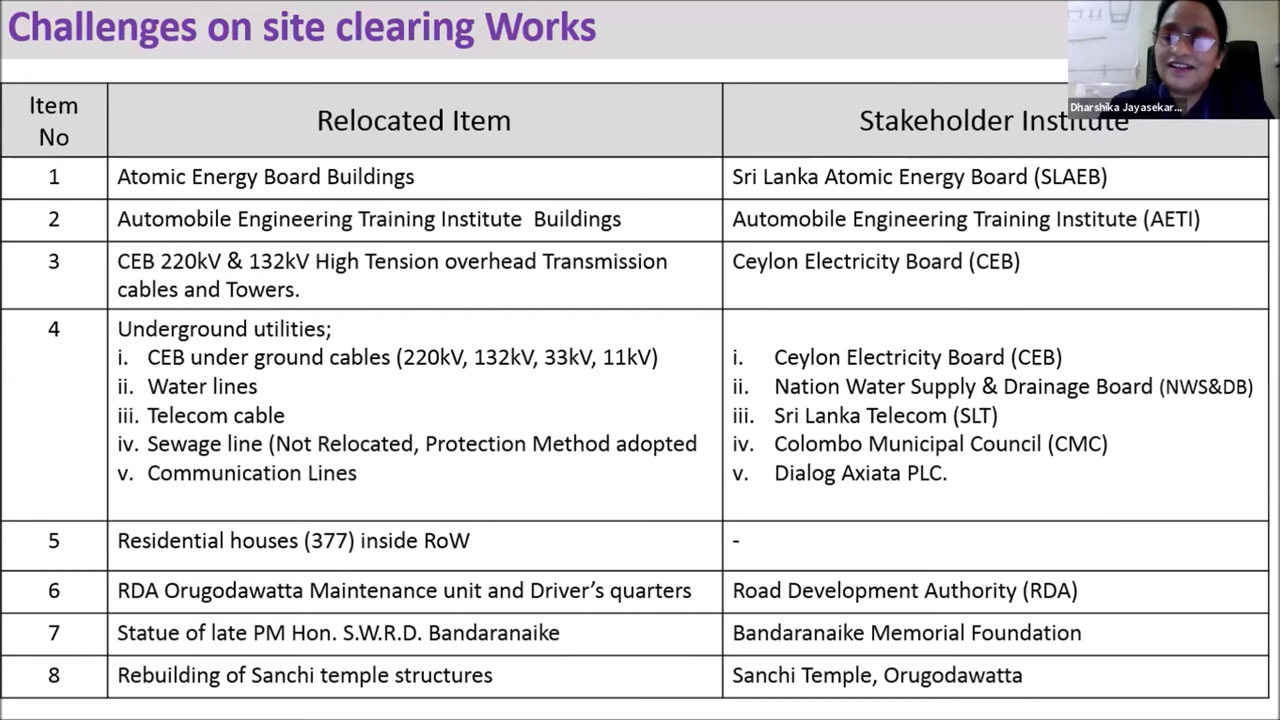 Challenges on site clearing Works
Dharshika Jayasekar...
Item No
Relocated Item
Stakeholder Institute
1
Atomic Energy Board Buildings
Sri Lanka Atomic Energy Board (SLAEB)
2
Automobile Engineering Training Institute Buildings
Automobile Engineering Training Institute (AETI)
3
CEB 220kV & 132kV High Tension overhead Transmission
cables and Towers.
Ceylon Electricity Board (CEB)
4
Underground utilities;
i. CEB under ground cables (220kV, 132kV, 33kV, 11kV)
ii. Water lines
iii. Telecom cable
iv. Sewage line (Not Relocated, Protection Method adopted
v. Communication Lines
i. Ceylon Electricity Board (CEB)
ii. Nation Water Supply & Drainage Board (NWS&DB)
iii. Sri Lanka Telecom (SLT)
iv. Colombo Municipal Council (CMC)
v. Dialog Axiata PLC.
5
Residential houses (377) inside RoW
-
6
RDA Orugodawatta Maintenance unit and Driver’s quarters
Road Development Authority (RDA)
7
Statue of late PM Hon. S.W.R.D. Bandaranaike
Bandaranaike Memorial Foundation
8
Rebuilding of Sanchi temple structures
Sanchi Temple, Orugodawatta